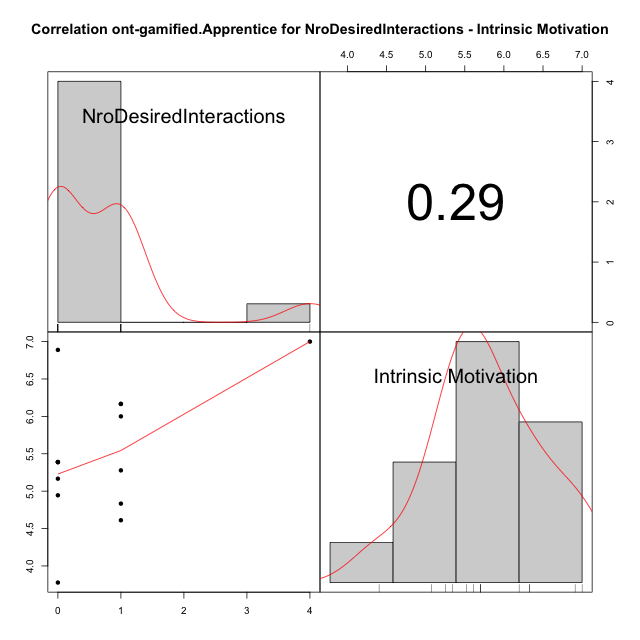 Correlation ont-gamified.Apprentice for NroDesiredInteractions - Intrinsic Motivation
4.0 4.5 5.0 5.5 6.0 6.5 7.0
NroDesiredInteractions
0.29
4
3
2
1
0
7.0
6.5
6.0
5.5
5.0
4.5
4.0
Intrinsic Motivation
0 1 2 3 4